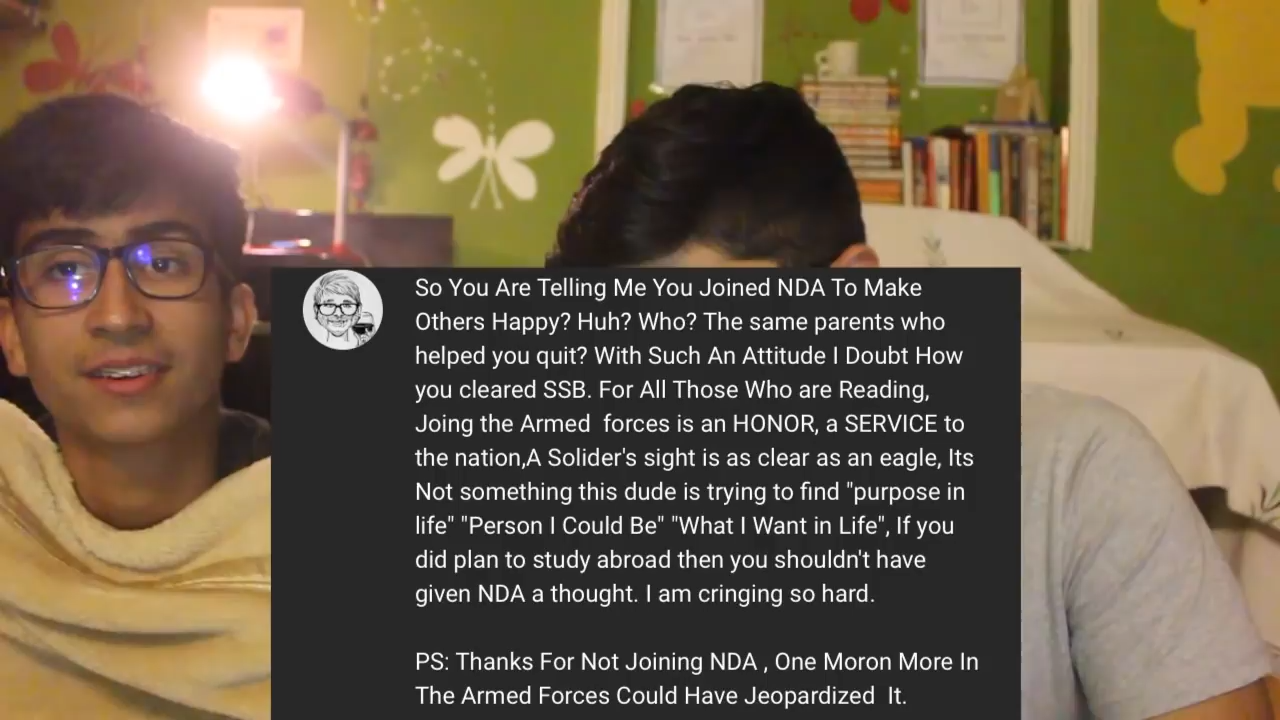 So You Are Telling Me You Joined NDA To Make
Others Happy? Huh? Who? The same parents who
helped you quit? With Such An Attitude I Doubt How
you cleared SSB. For All Those Who are Reading,
Joing the Armed  forces is an HONOR, a SERVICE to
the nation,A Solider's sight is as clear as an eagle, Its
Not something this dude is trying to find "purpose in
life" "Person I Could Be" "What I Want in Life", If you
did plan to study abroad then you shouldn't have
given NDA a thought. I am cringing so hard.
PS: Thanks For Not Joining NDA , One Moron More In
The Armed Forces Could Have Jeopardized  It.